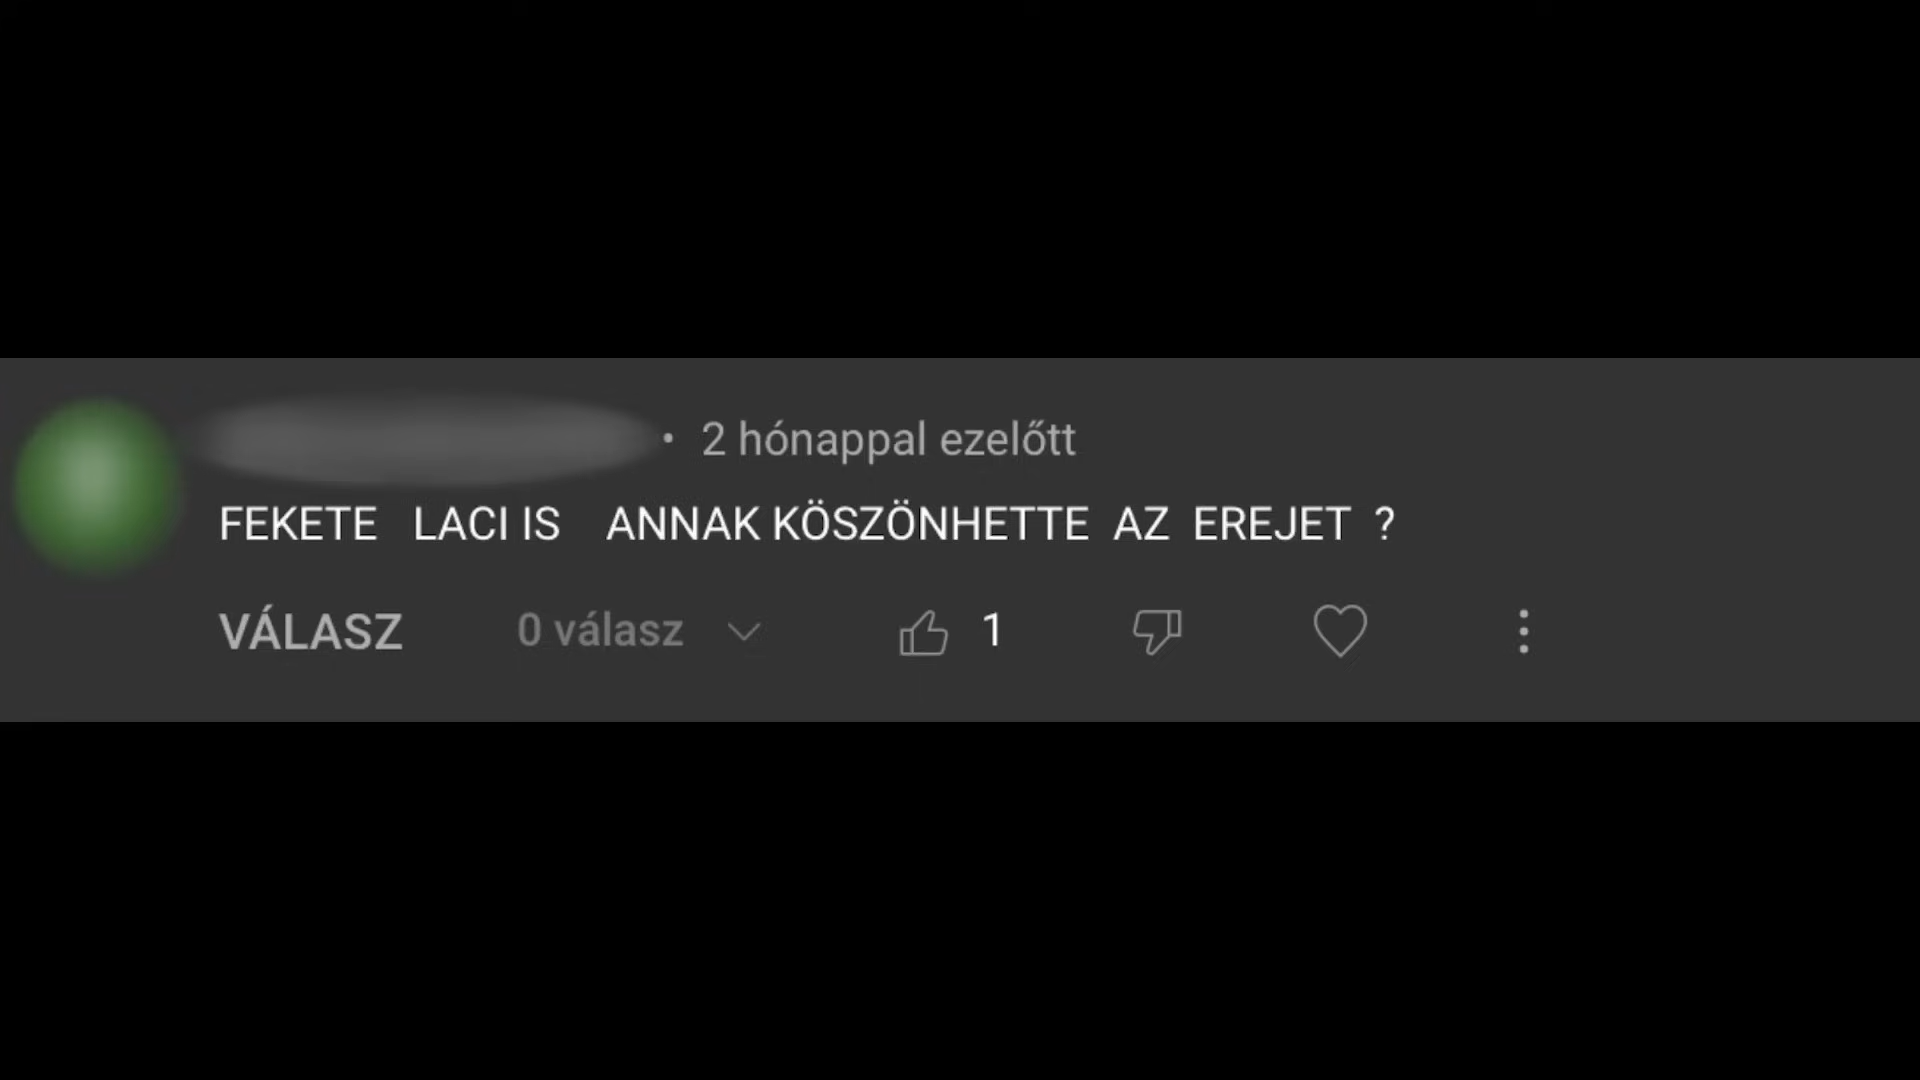 • 2 hónappal ezelőtt
FEKETE LACI IS ANNAK KÖSZÖNHETTE AZ EREJET ?
VÁLASZ 0 válasz 1